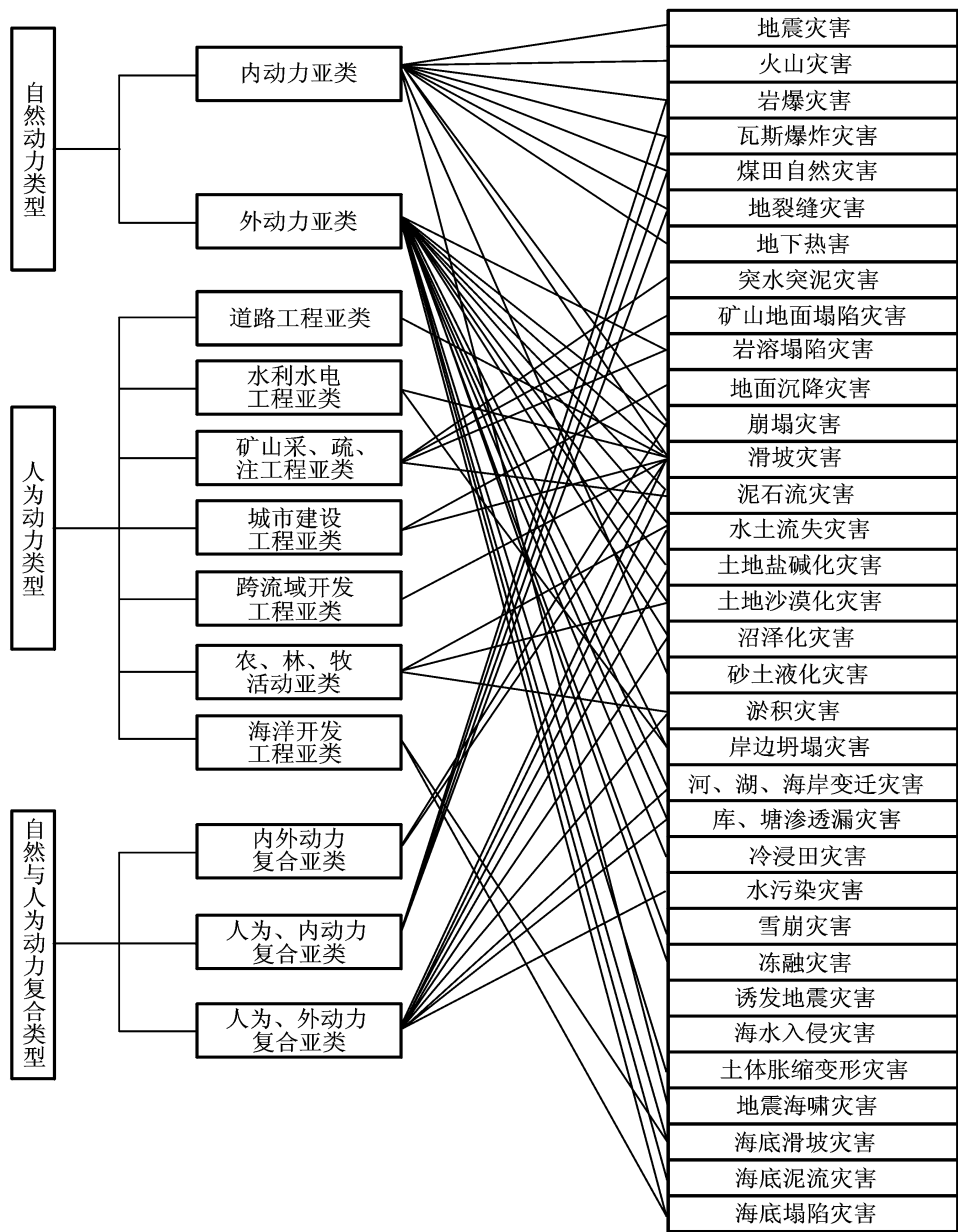 自然动力类型
人为动力类型
自然与人为动力复合类型
内动力亚类
外动力亚类
道路工程亚类
水利水电
工程亚类
矿山采、疏、
注工程亚类
城市建设
工程亚类
跨流域开发
工程亚类
农、林、牧
活动亚类
海洋开发
工程亚类
内外动力
复合亚类
人为、内动力
复合亚类
人为、外动力
复合亚类
地震灾害
火山灾害
岩爆灾害
瓦斯爆炸灾害
煤田自然灾害
地裂缝灾害
地下热害
突水突泥灾害
矿山地面塌陷灾害
岩溶塌陷灾害
地面沉降灾害
崩塌灾害
滑坡灾害
泥石流灾害
水土流失灾害
土地盐碱化灾害
土地沙漠化灾害
沼泽化灾害
砂土液化灾害
淤积灾害
岸边坍塌灾害
河、湖、海岸变迁灾害
库、塘渗透漏灾害
冷浸田灾害
水污染灾害
雪崩灾害
冻融灾害
诱发地震灾害
海水入侵灾害
土体胀缩变形灾害
地震海啸灾害
海底滑坡灾害
海底泥流灾害
海底塌陷灾害